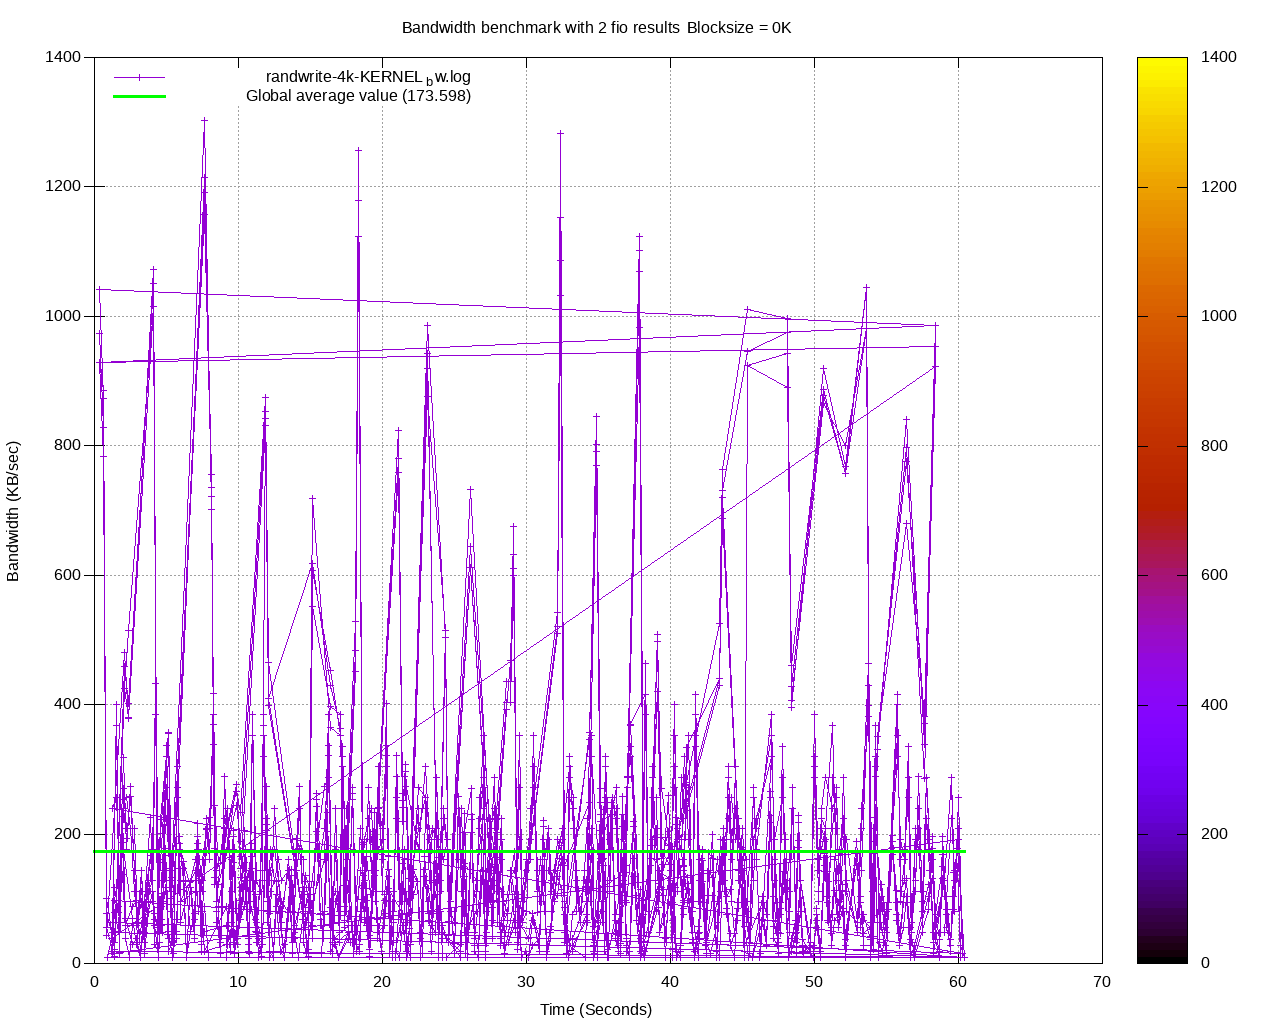 Bandwidth benchmark with 2 fio results Blocksize = 0K
randwrite-4k-KERNEL_bw.log
Global average value (173.598)
1400
1200
1000
800
600
400
200
0
Bandwidth (KB/sec)
0 10 20 30 40 50 60 70
Time (Seconds)
1400
1200
1000
800
600
400
200
0